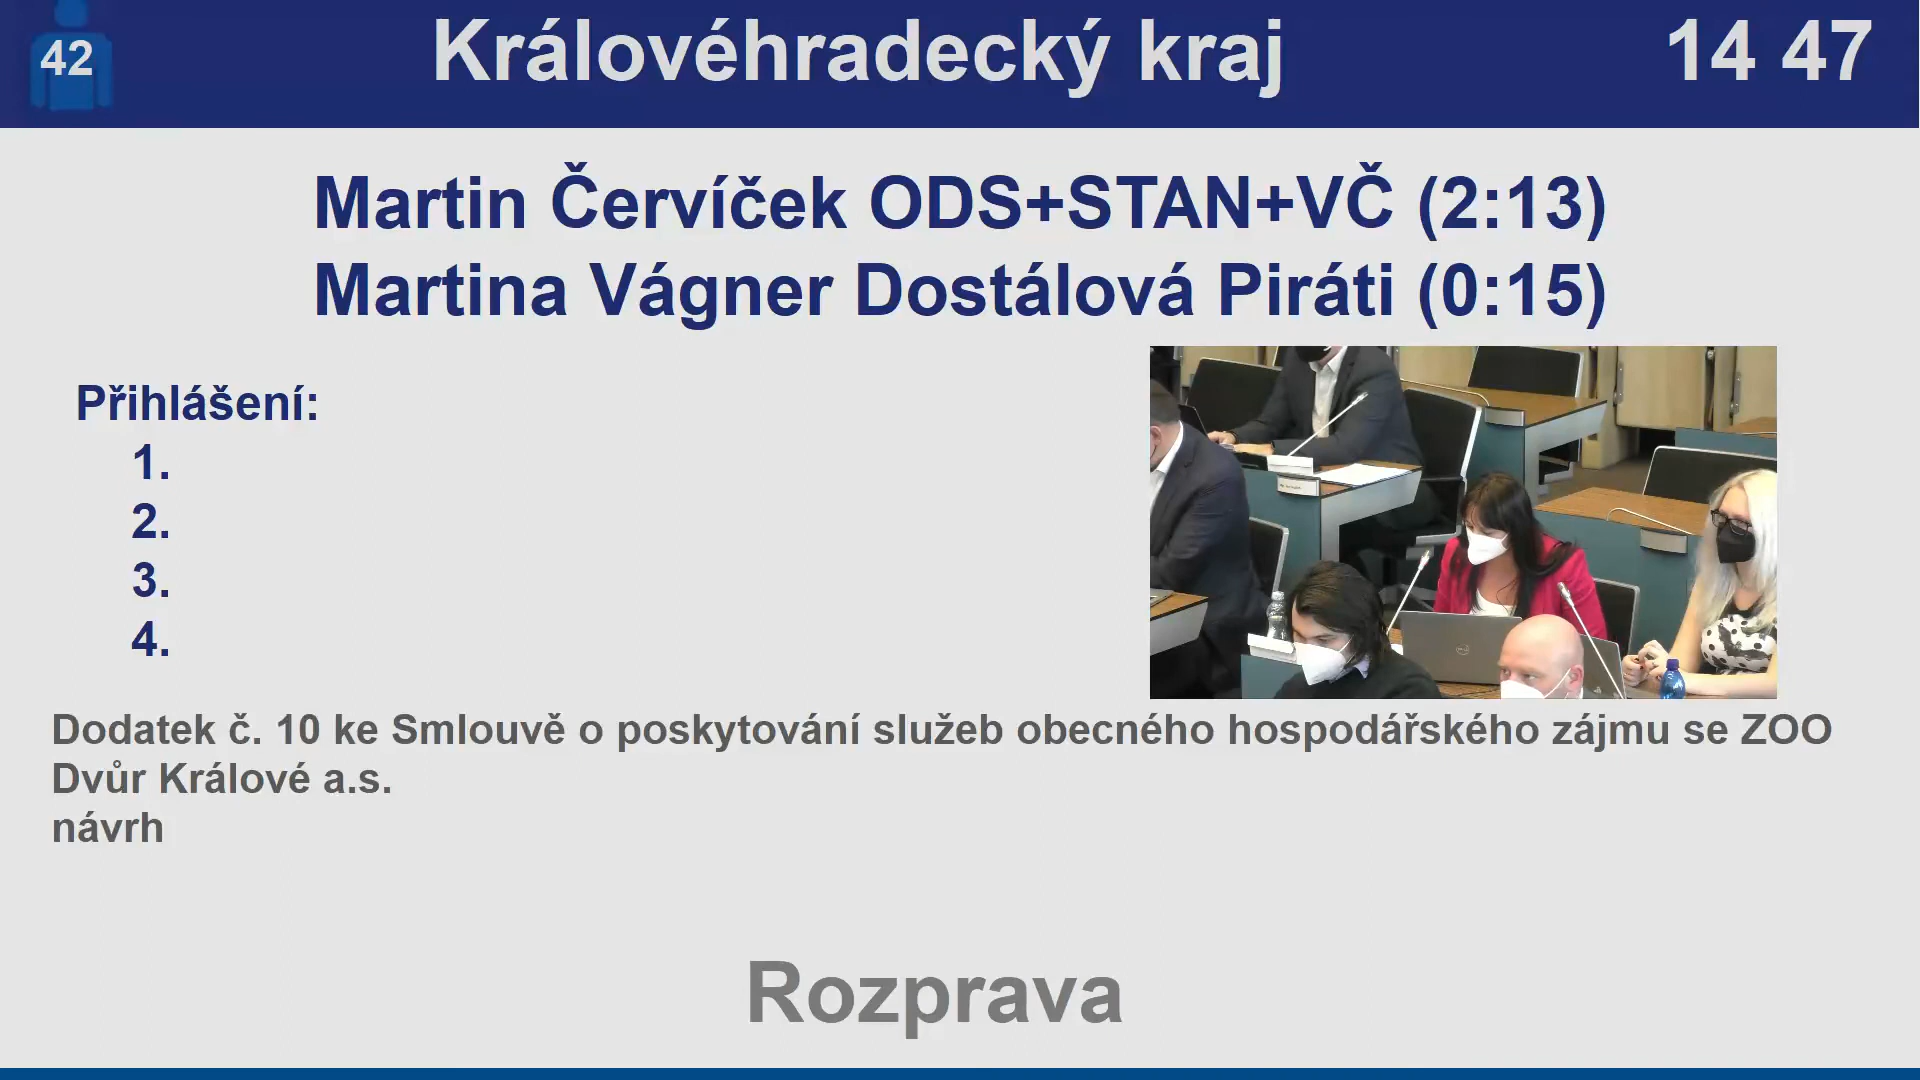 42
Královéhradecký kraj
14 47
Martin Červíček ODS+STAN+VČ (2:13)
Martina Vágner Dostálová Piráti (0:15)
Přihlášení:
1.
2.
3.
4.
Dodatek č. 10 ke Smlouvě o poskytování služeb obecného hospodářského zájmu se ZOO
Dvůr Králové a.s.
návrh
Rozprava